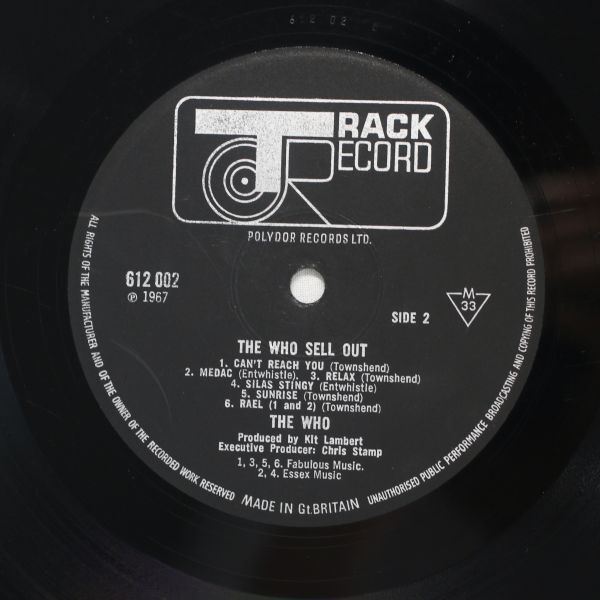 612 02
TRACK
RECORD
POLYDOR RECORDS LTD.
612 002
℗ 1967
SIDE 2
M
33
THE WHO SELL OUT
1. CAN'T REACH YOU (Townshend)
2. MEDAC (Entwhistle). 3. RELAX (Townshend)
4. SILAS STINGY (Entwhistle)
5. SUNRISE (Townshend)
6. RAEL (1 and 2) (Townshend)
THE WHO
Produced by Kit Lambert
Executive Producer: Chris Stamp
1, 3, 5, 6. Fabulous Music.
2, 4. Essex Music
ALL RIGHTS OF THE MANUFACTURER AND OF THE OWNER OF THE RECORDED WORK RESERVED
MADE IN Gt.BRITAIN
UNAUTHORISED PUBLIC PERFORMANCE BROADCASTING AND COPYING OF THIS RECORD PROHIBITED